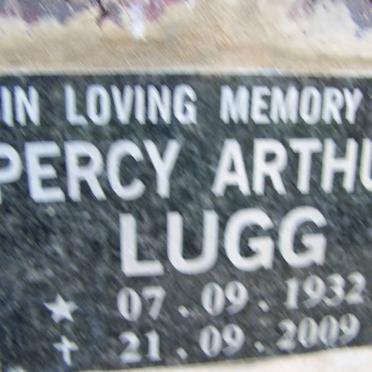 IN LOVING MEMORY
PERCY ARTHU
LUGG
07 . 09 . 1932
21 . 09 . 2009